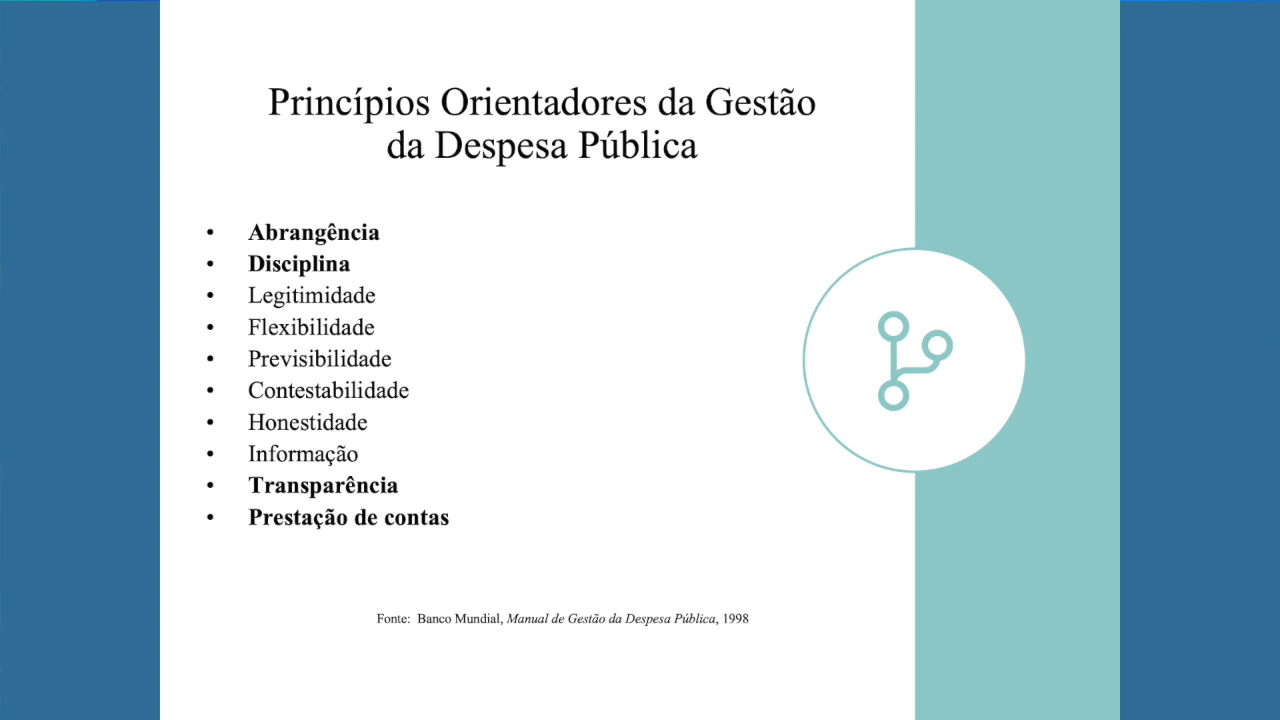 Princípios Orientadores da Gestão
da Despesa Pública
• Abrangência
• Disciplina
• Legitimidade
• Flexibilidade
• Previsibilidade
• Contestabilidade
• Honestidade
• Informação
• Transparência
• Prestação de contas
Fonte: Banco Mundial, Manual de Gestão da Despesa Pública, 1998